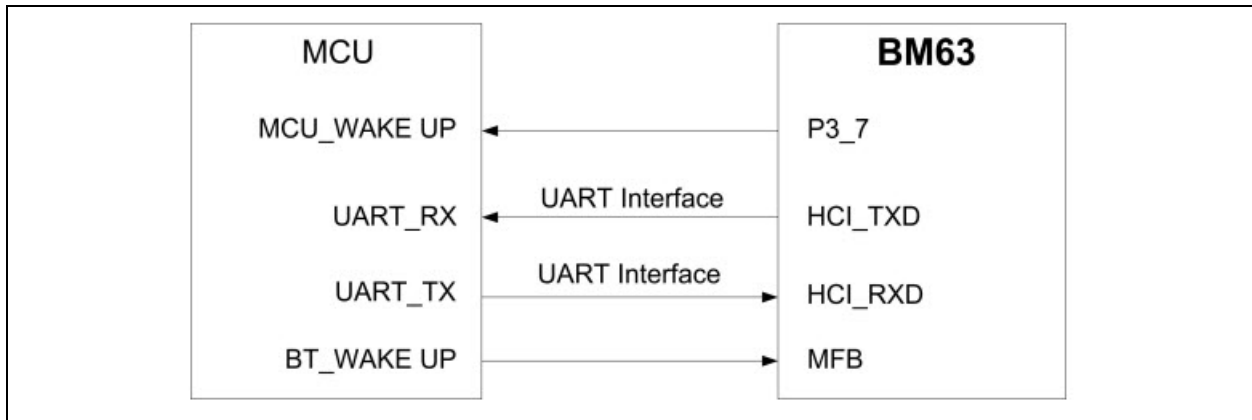 MCU
BM63
MCU_WAKE UP
P3_7
UART Interface
UART_RX
HCI_TXD
UART Interface
UART_TX
HCI_RXD
BT_WAKE UP
MFB